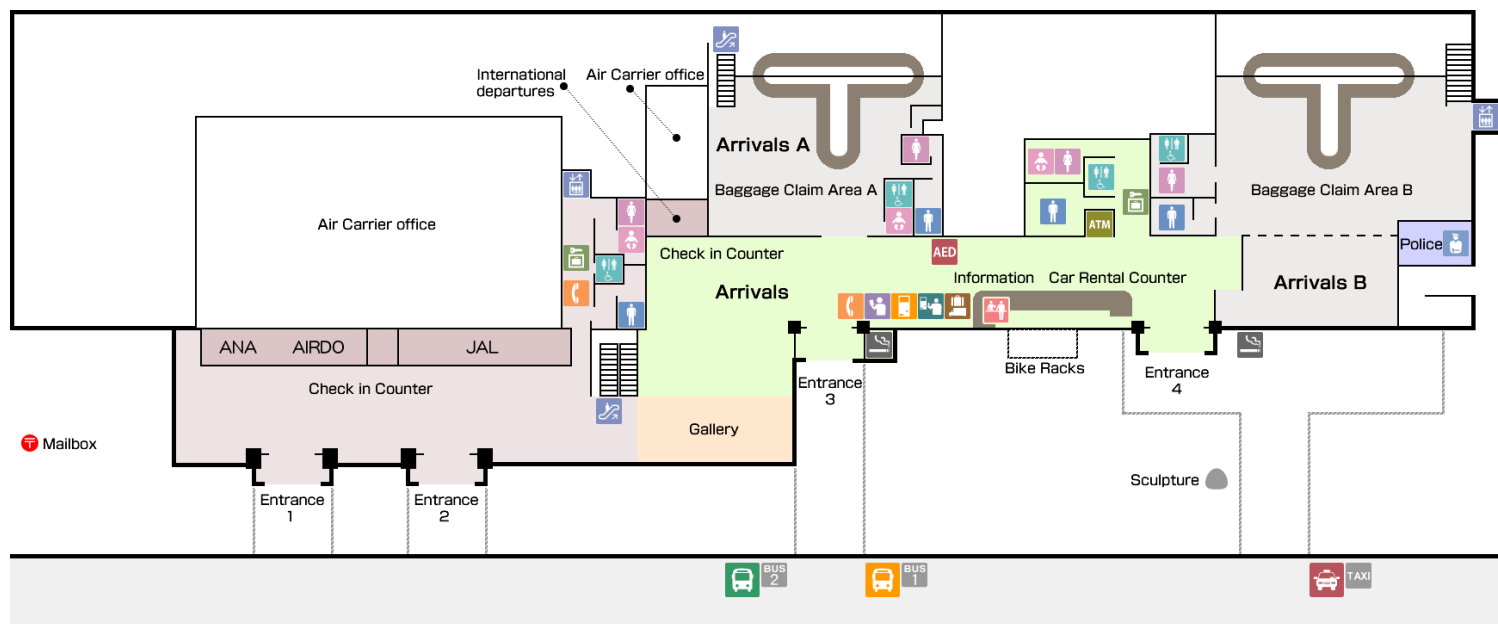 International
departures
Air Carrier office
Arrivals A
Baggage Claim Area A
Baggage Claim Area B
Air Carrier office
Check in Counter
ATM
AED
Police
Information
Car Rental Counter
Arrivals B
Arrivals
ANA
AIRDO
JAL
Check in Counter
Entrance
3
Bike Racks
Entrance
4
Gallery
〒 Mailbox
Sculpture
Entrance
1
Entrance
2
BUS
2
BUS
1
TAXI